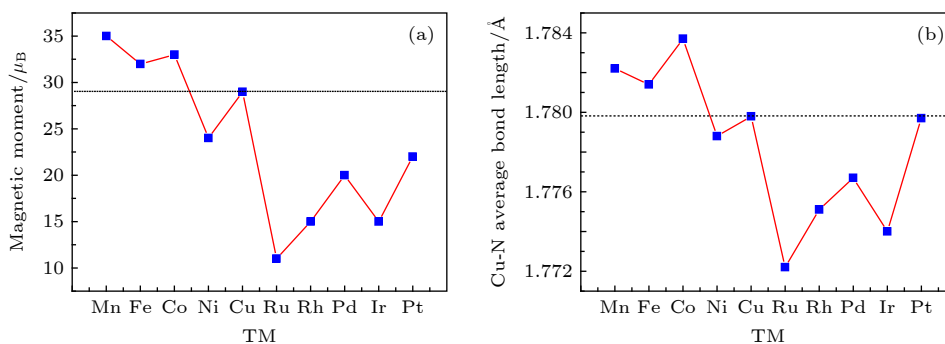 (a)
Magnetic moment/μB
35
30
25
20
15
10
Mn Fe Co Ni Cu Ru Rh Pd Ir Pt
TM
(b)
Cu-N average bond length/Å
1.784
1.780
1.776
1.772
Mn Fe Co Ni Cu Ru Rh Pd Ir Pt
TM